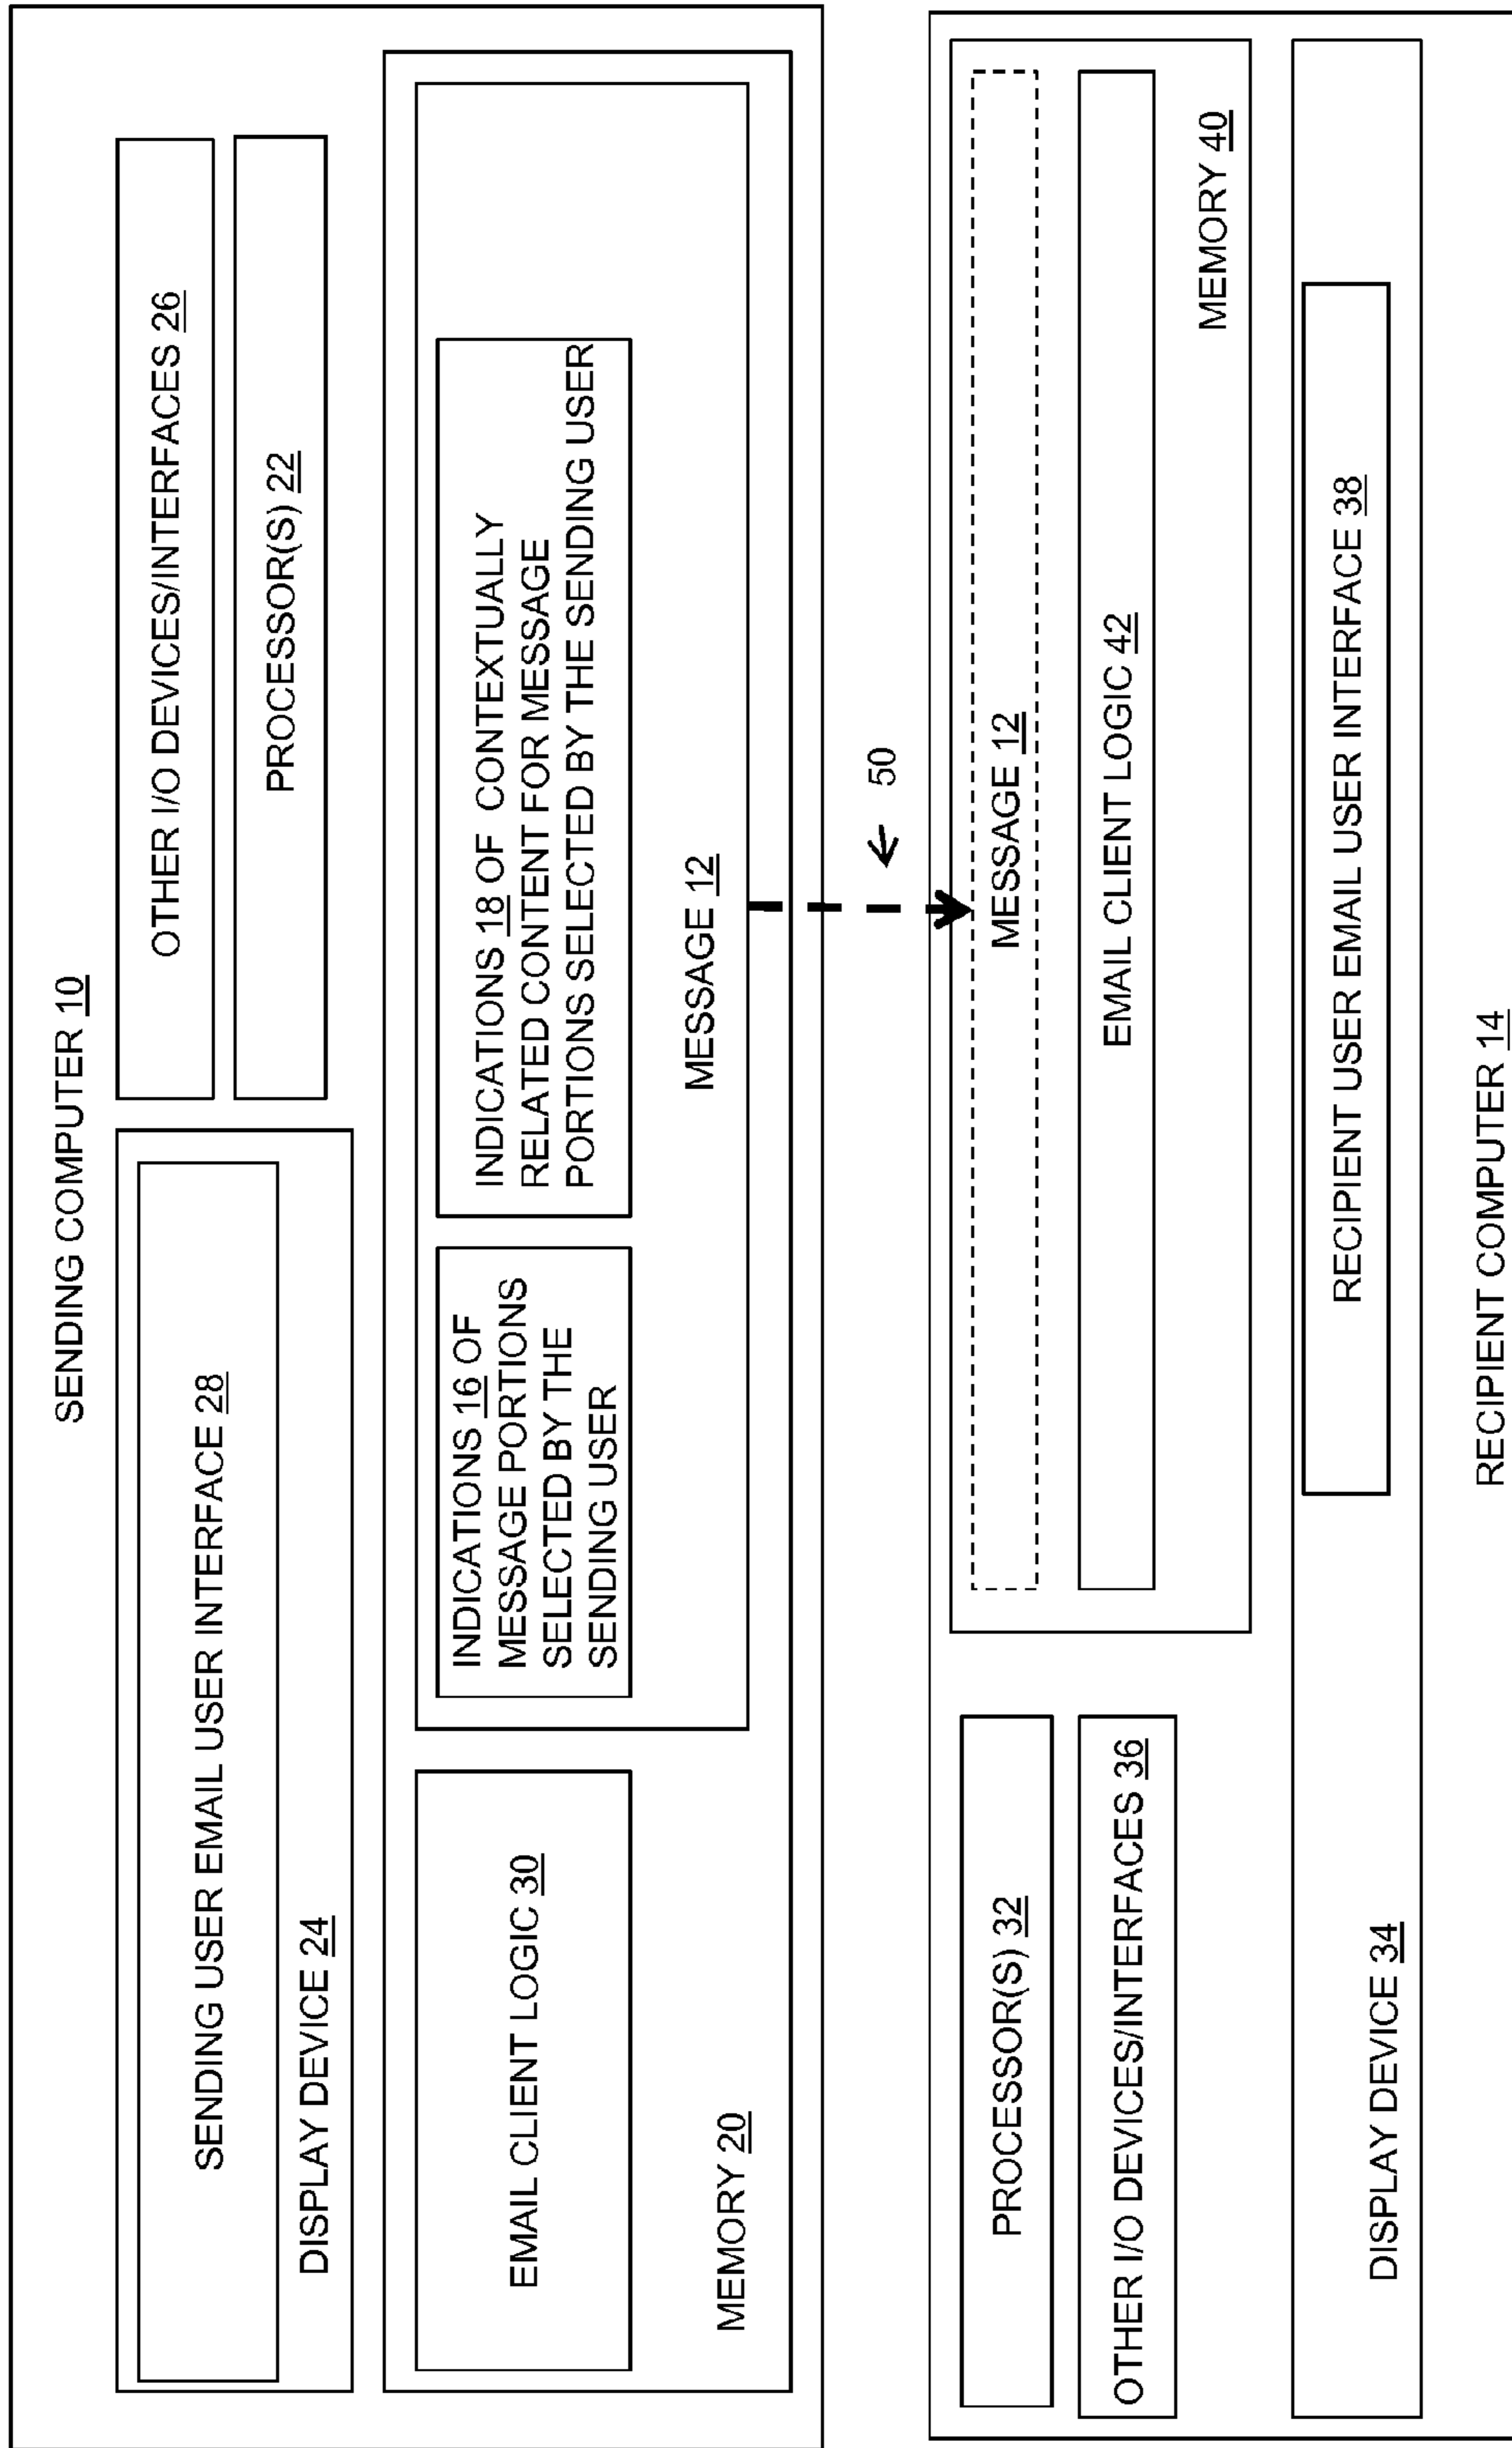 SENDING COMPUTER 10
SENDING USER EMAIL USER INTERFACE 28
DISPLAY DEVICE 24
OTHER I/O DEVICES/INTERFACES 26
PROCESSOR(S) 22
EMAIL CLIENT LOGIC 30
MEMORY 20
INDICATIONS 16 OF
MESSAGE PORTIONS
SELECTED BY THE
SENDING USER
INDICATIONS 18 OF CONTEXTUALLY
RELATED CONTENT FOR MESSAGE
PORTIONS SELECTED BY THE SENDING USER
MESSAGE 12
50
PROCESSOR(S) 32
OTHER I/O DEVICES/INTERFACES 36
MESSAGE 12
EMAIL CLIENT LOGIC 42
MEMORY 40
RECIPIENT USER EMAIL USER INTERFACE 38
DISPLAY DEVICE 34
RECIPIENT COMPUTER 14